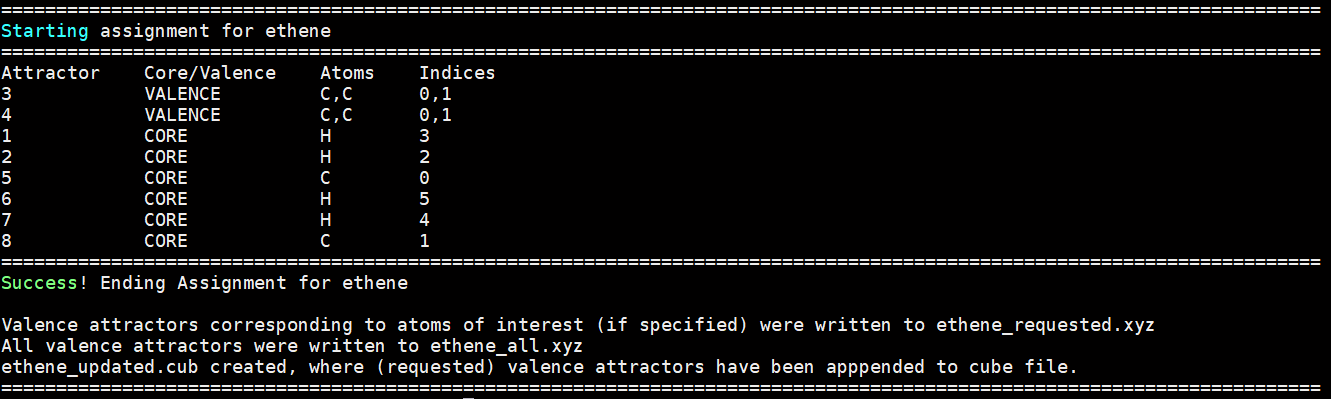 ========================================================================================================================
Starting assignment for ethene
========================================================================================================================
Attractor    Core/Valence    Atoms    Indices
3            VALENCE         C,C      0,1
4            VALENCE         C,C      0,1
1            CORE            H        3
2            CORE            H        2
5            CORE            C        0
6            CORE            H        5
7            CORE            H        4
8            CORE            C        1
========================================================================================================================
Success! Ending Assignment for ethene
Valence attractors corresponding to atoms of interest (if specified) were written to ethene_requested.xyz
All valence attractors were written to ethene_all.xyz
ethene_updated.cub created, where (requested) valence attractors have been apppended to cube file.
========================================================================================================================